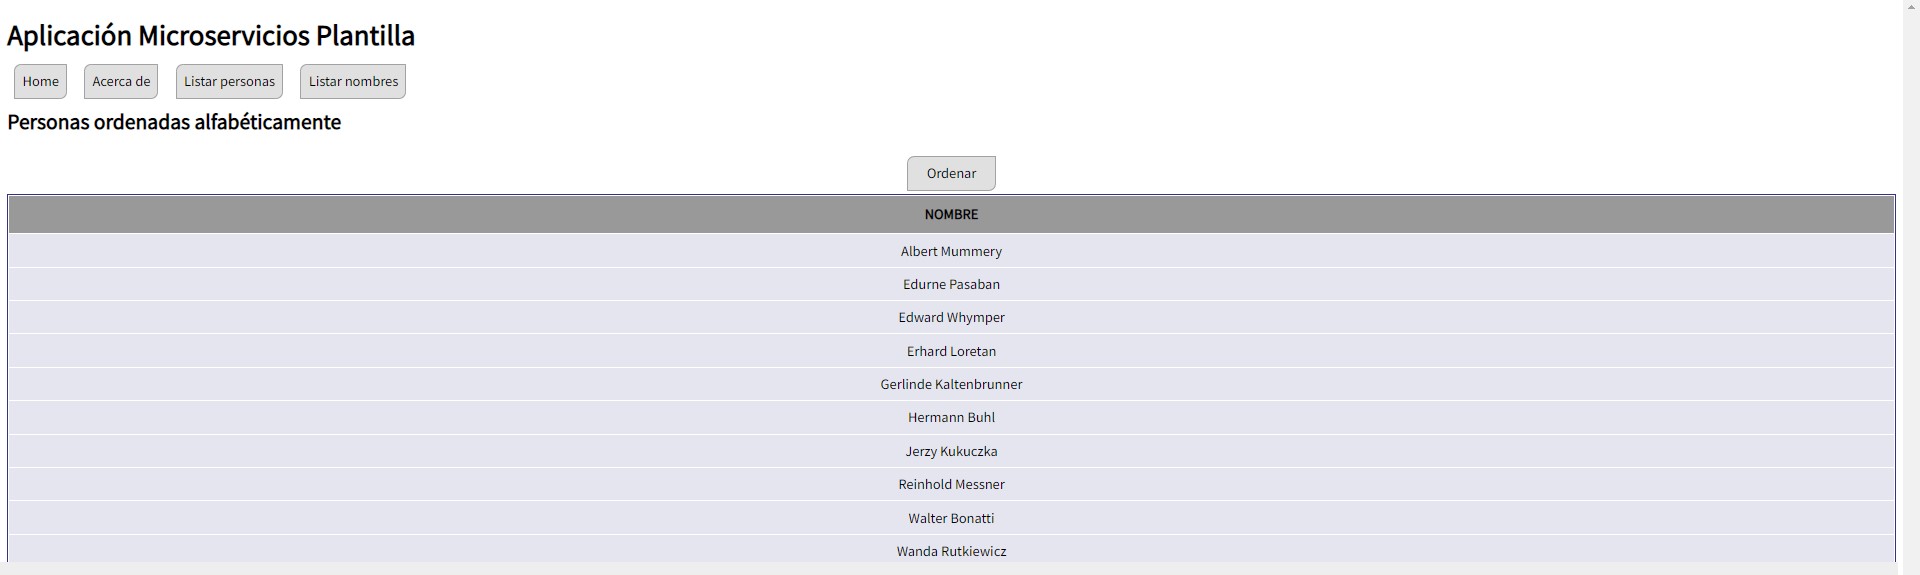 Aplicación Microservicios Plantilla
Home Acerca de Listar personas Listar nombres
Personas ordenadas alfabéticamente
Ordenar
NOMBRE
Albert Mummery
Edurne Pasaban
Edward Whymper
Erhard Loretan
Gerlinde Kaltenbrunner
Hermann Buhl
Jerzy Kukuczka
Reinhold Messner
Walter Bonatti
Wanda Rutkiewicz